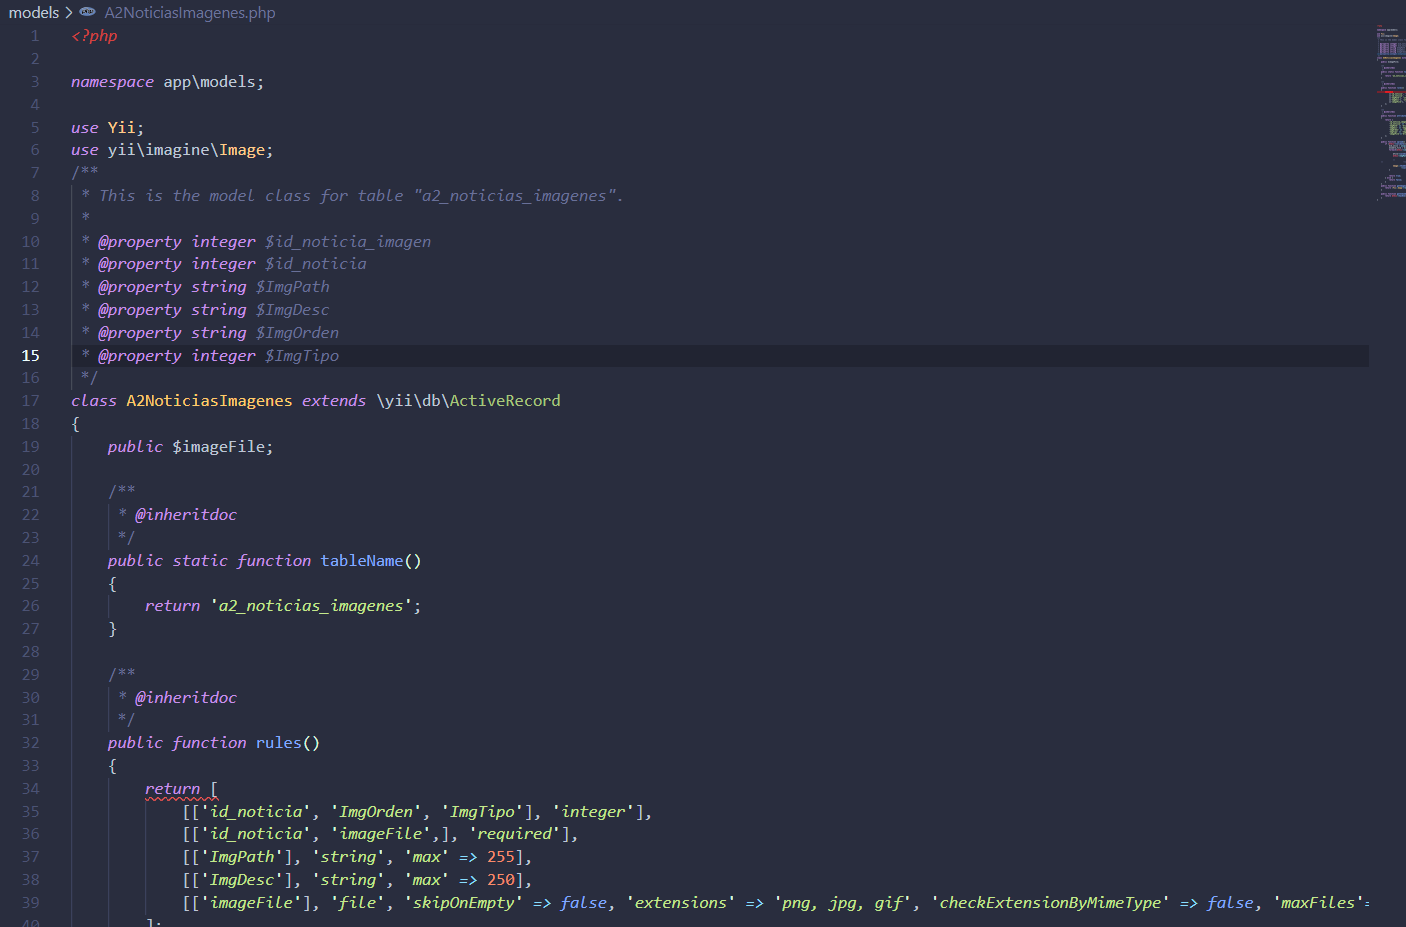 models > A2NoticiasImagenes.php
1 <?php
2
3 namespace app\models;
4
5 use Yii;
6 use yii\imagine\Image;
7 /**
8 * This is the model class for table "a2_noticias_imagenes".
9 *
10 * @property integer $id_noticia_imagen
11 * @property integer $id_noticia
12 * @property string $ImgPath
13 * @property string $ImgDesc
14 * @property string $ImgOrden
15 * @property integer $ImgTipo
16 */
17 class A2NoticiasImagenes extends \yii\db\ActiveRecord
18 {
19 public $imageFile;
20
21 /**
22 * @inheritdoc
23 */
24 public static function tableName()
25 {
26 return 'a2_noticias_imagenes';
27 }
28
29 /**
30 * @inheritdoc
31 */
32 public function rules()
33 {
34 return [
35 [['id_noticia', 'ImgOrden', 'ImgTipo'], 'integer'],
36 [['id_noticia', 'imageFile',], 'required'],
37 [['ImgPath'], 'string', 'max' => 255],
38 [['ImgDesc'], 'string', 'max' => 250],
39 [['imageFile'], 'file', 'skipOnEmpty' => false, 'extensions' => 'png, jpg, gif', 'checkExtensionByMimeType' => false, 'maxFiles'=
40 ];